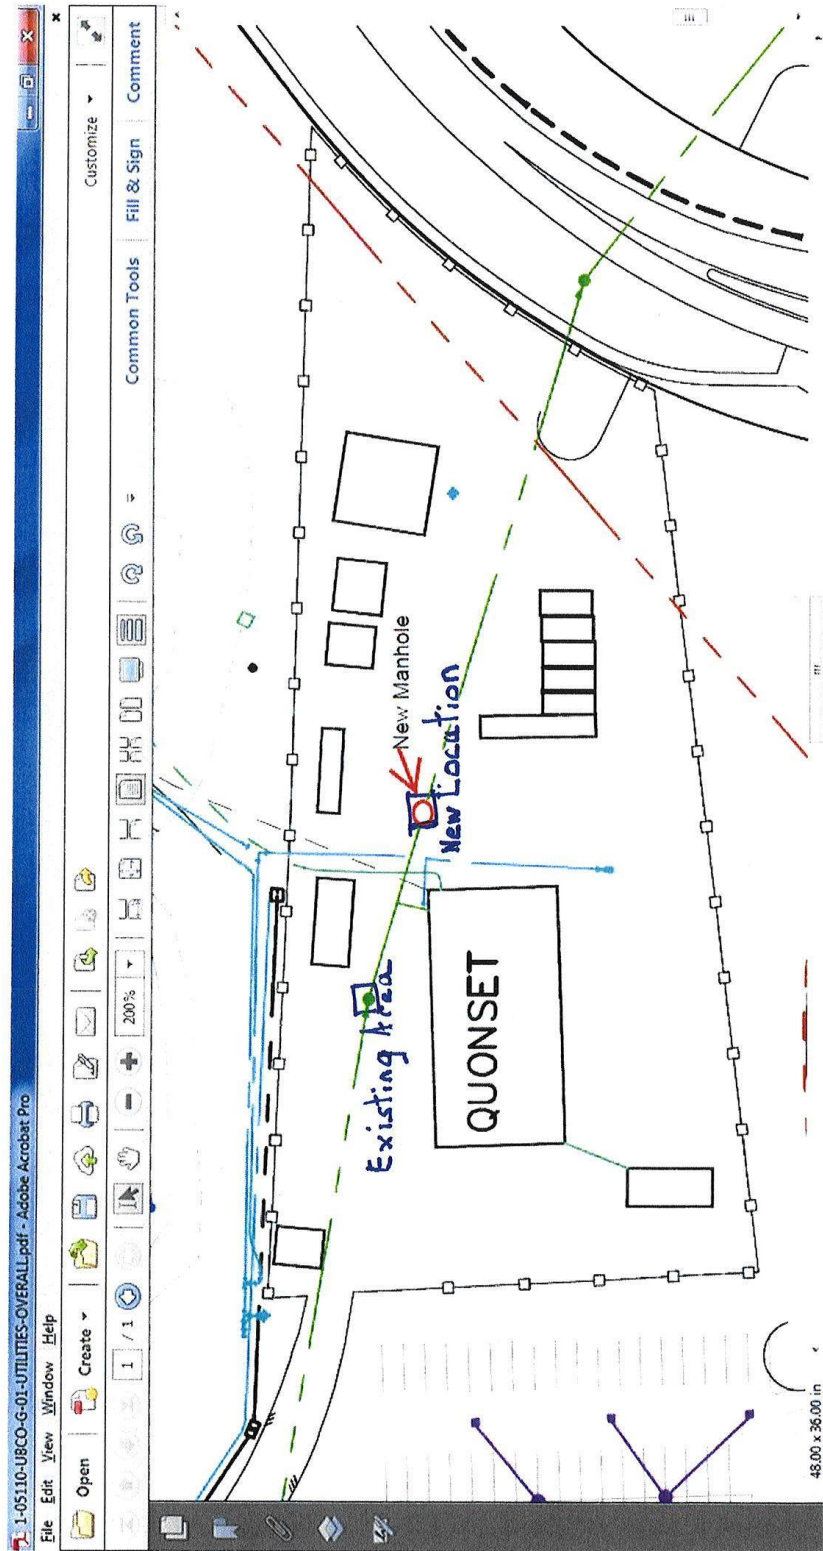 1-05110-UBCO-G-01-UTILITIES-OVERALL.pdf - Adobe Acrobat Pro
File Edit View Window Help
Open Create 1 / 1 200% Customize
Common Tools Fill & Sign Comment
New Manhole
New Location
Existing Area
QUONSET
48.00 x 36.00 in